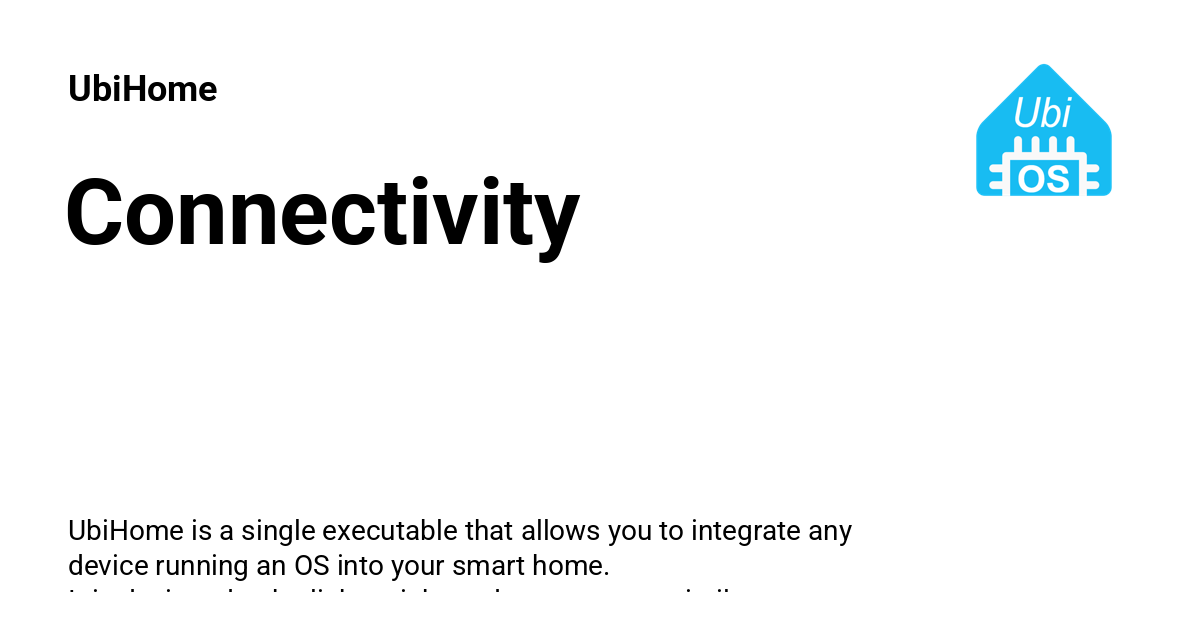 UbiHome
Ubi
OS
Connectivity
UbiHome is a single executable that allows you to integrate any
device running an OS into your smart home.